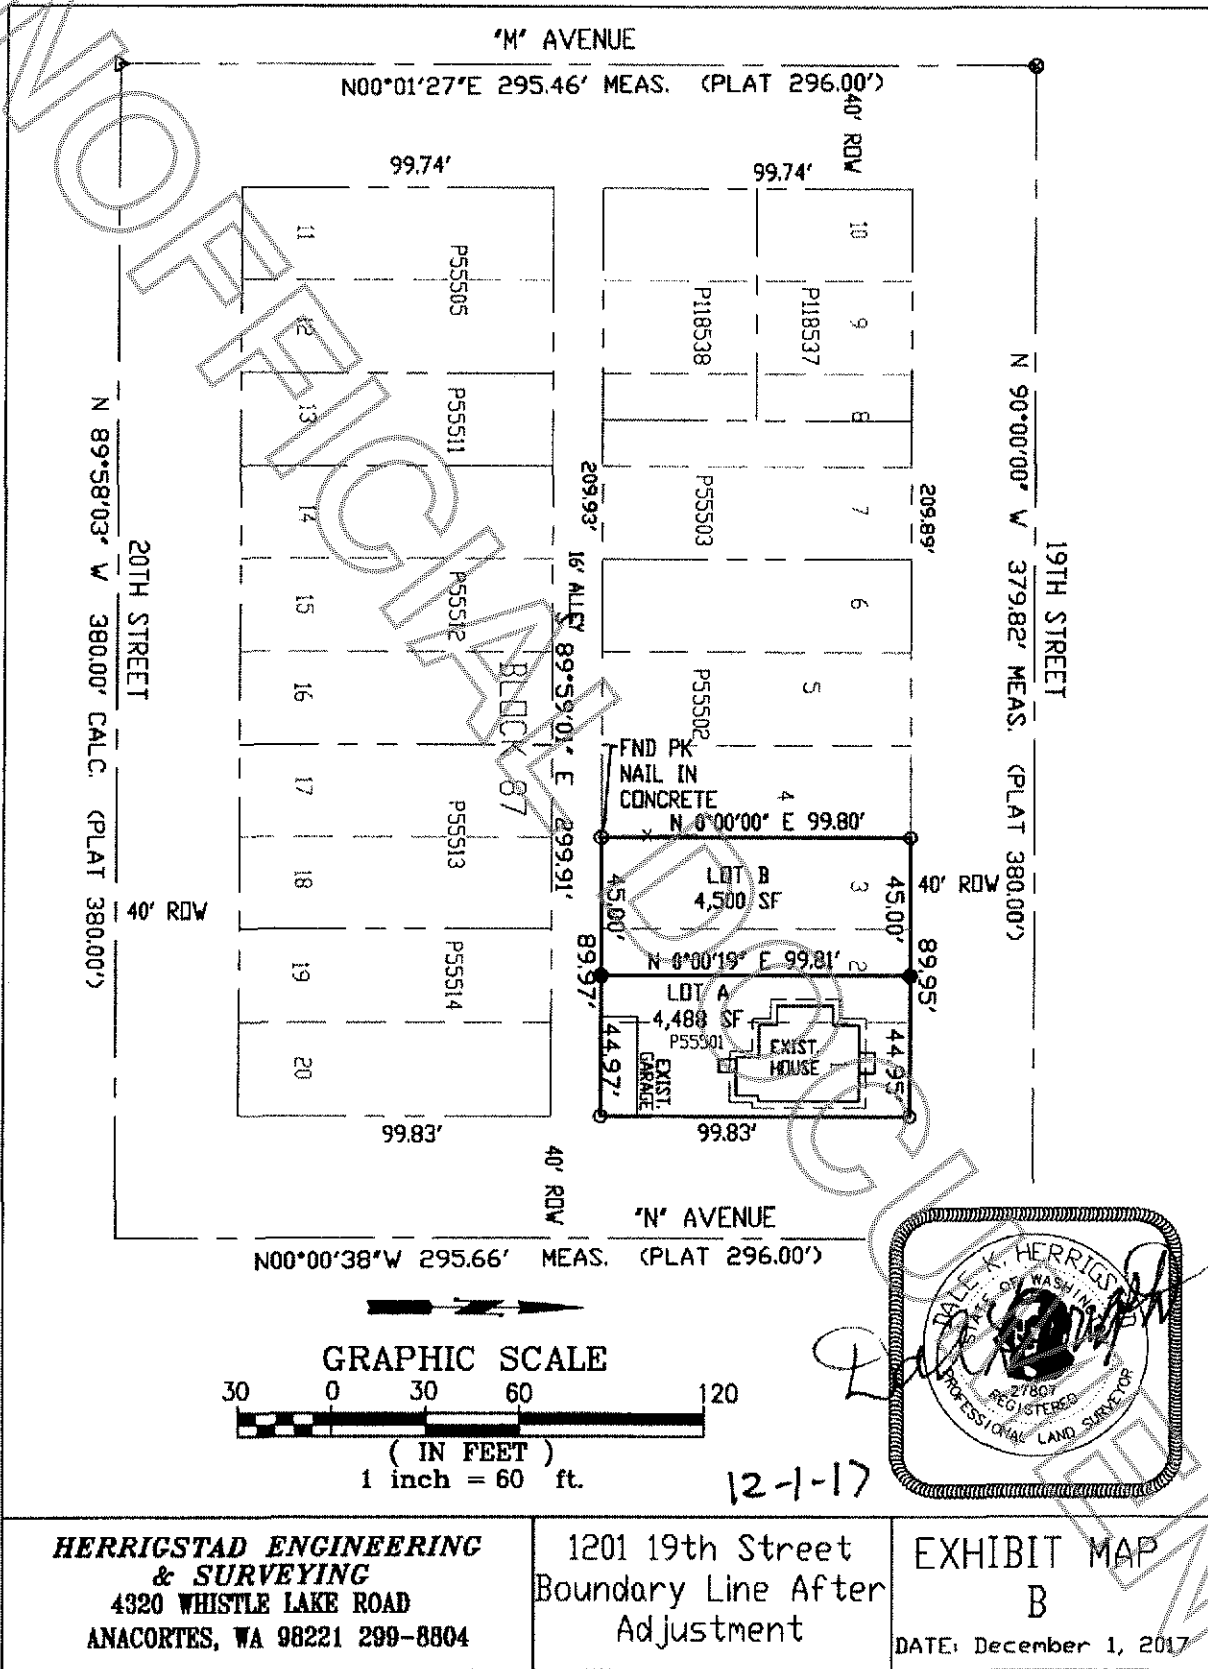 "M" AVENUE
N00°01'27"E 295.46' MEAS. (PLAT 296.00')
40' ROW
99.74'
99.74'
11
12
13
14
15
16
17
18
19
20
P55505
P55511
P55512
P55513
P55514
10
9
8
7
6
5
4
3
2
P118538
P118537
P55503
P55502
209.93'
209.89'
16' ALLEY
S 89°59'01" E 299.91'
BLOCK 87
N 89°58'03" W 380.00' CALC. (PLAT 380.00')
20TH STREET
40' ROW
N 90°00'00" W 379.82' MEAS. (PLAT 380.00')
19TH STREET
40' ROW
FND PK
NAIL IN
CONCRETE
N 0°00'00" E 99.80'
LOT B
4,500 SF
45.00'
45.00'
89.97'
89.95'
N 0°00'19" E 99.81'
LOT A
4,488 SF
P55501
44.97'
44.95'
EXIST.
GARAGE
EXIST.
HOUSE
99.83'
99.83'
40' ROW
"N" AVENUE
N00°00'38"W 295.66' MEAS. (PLAT 296.00')
GRAPHIC SCALE
30 0 30 60 120
( IN FEET )
1 inch = 60 ft.
DALE K. HERRIGSTAD
STATE OF WASHINGTON
27807
REGISTERED
PROFESSIONAL LAND SURVEYOR
12-1-17
HERRIGSTAD ENGINEERING
& SURVEYING
4320 WHISTLE LAKE ROAD
ANACORTES, WA 98221 299-8804
1201 19th Street
Boundary Line After
Adjustment
EXHIBIT MAP
B
DATE: December 1, 2017
UNOFFICIAL DOCUMENT